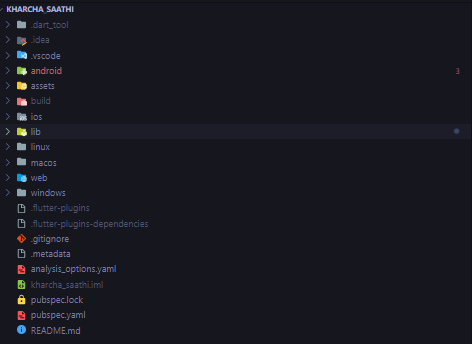 KHARCHA_SAATHI
.dart_tool
.idea
.vscode
android 3
assets
build
ios
lib
linux
macos
web
windows
.flutter-plugins
.flutter-plugins-dependencies
.gitignore
.metadata
analysis_options.yaml
kharcha_saathi.iml
pubspec.lock
pubspec.yaml
README.md